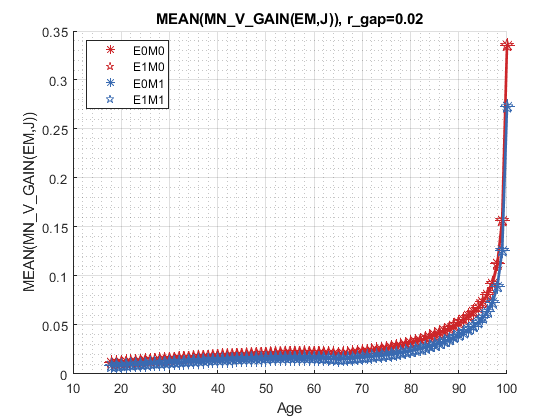 MEAN(MN_V_GAIN(EM,J)), r_gap=0.02
E0M0
E1M0
E0M1
E1M1
MEAN(MN_V_GAIN(EM,J))
0.35
0.3
0.25
0.2
0.15
0.1
0.05
0
10 20 30 40 50 60 70 80 90 100
Age